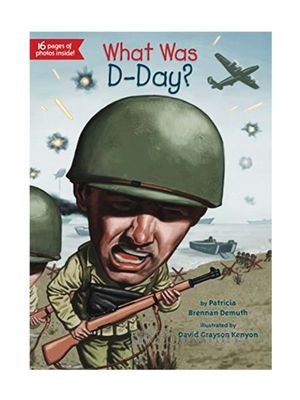 16 pages of
photos inside!
What Was
D-Day?
by Patricia
Brennan Demuth
illustrated by
David Grayson Kenyon